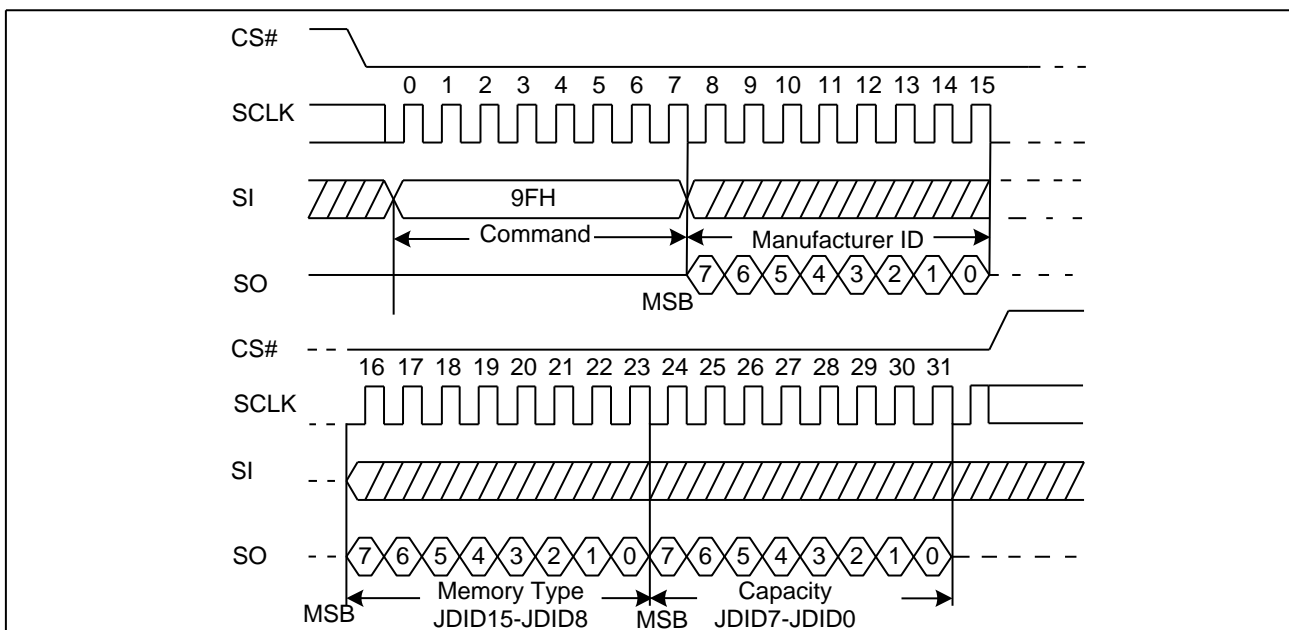 CS#
0 1 2 3 4 5 6 7 8 9 10 11 12 13 14 15
SCLK
SI 9FH
Command Manufacturer ID
SO 7 6 5 4 3 2 1 0
MSB
CS#
16 17 18 19 20 21 22 23 24 25 26 27 28 29 30 31
SCLK
SI
SO 7 6 5 4 3 2 1 0 7 6 5 4 3 2 1 0
Memory Type Capacity
MSB JDID15-JDID8 MSB JDID7-JDID0